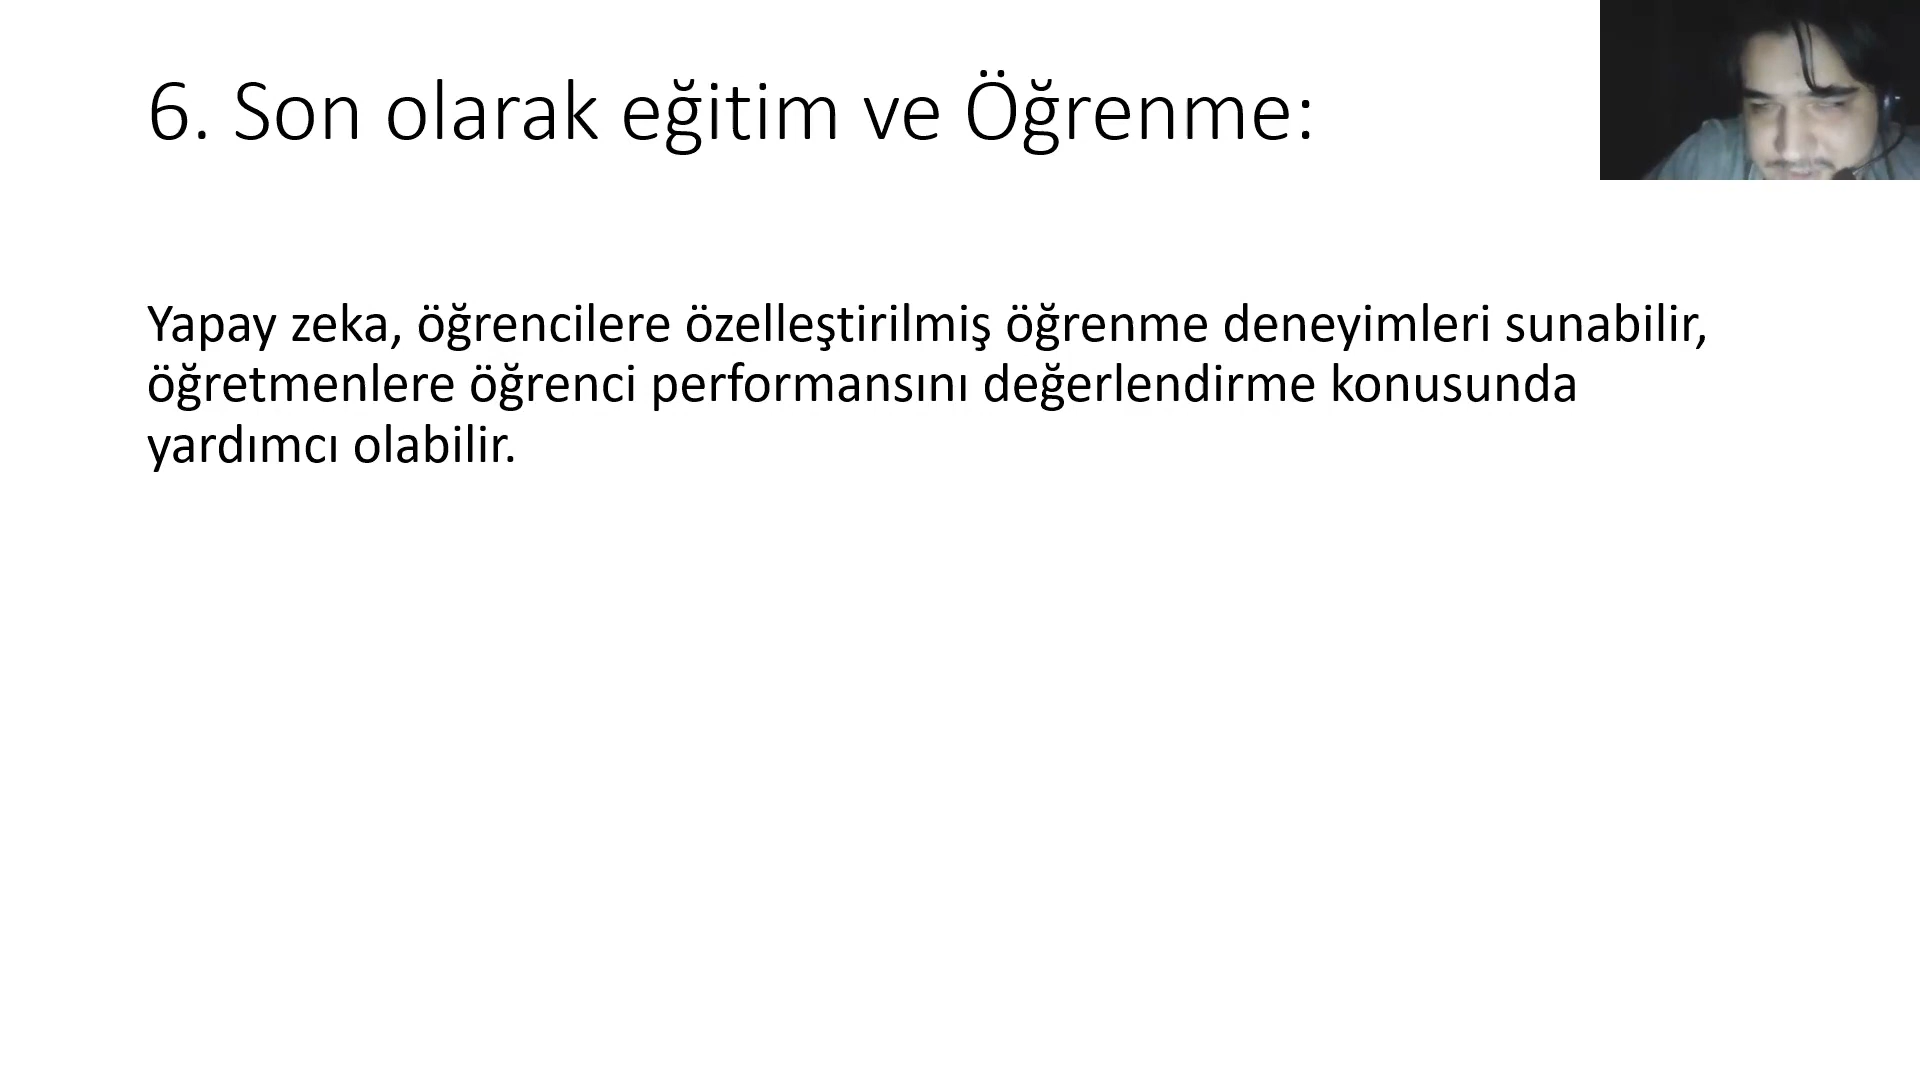 6. Son olarak eğitim ve Öğrenme:
Yapay zeka, öğrencilere özelleştirilmiş öğrenme deneyimleri sunabilir,
öğretmenlere öğrenci performansını değerlendirme konusunda
yardımcı olabilir.